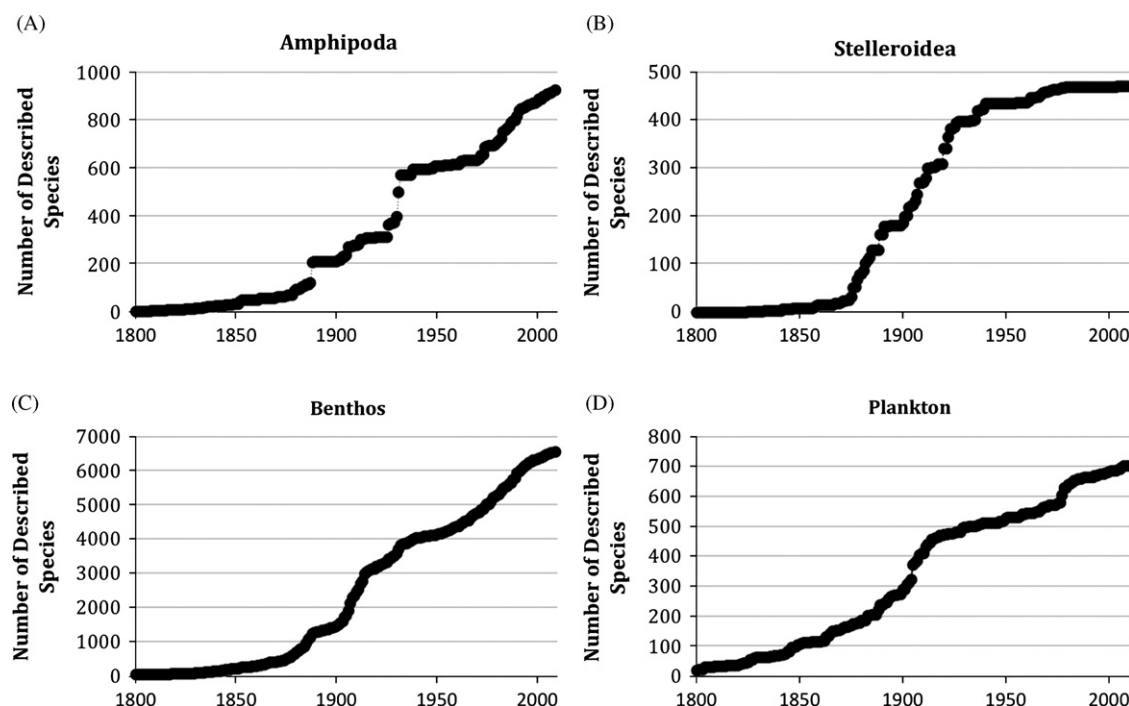 (A)
Amphipoda
Number of Described
Species
1000
800
600
400
200
0
1800 1850 1900 1950 2000
(B)
Stelleroidea
Number of Described
Species
500
400
300
200
100
0
1800 1850 1900 1950 2000
(C)
Benthos
Number of Described
Species
7000
6000
5000
4000
3000
2000
1000
0
1800 1850 1900 1950 2000
(D)
Plankton
Number of Described
Species
800
700
600
500
400
300
200
100
0
1800 1850 1900 1950 2000